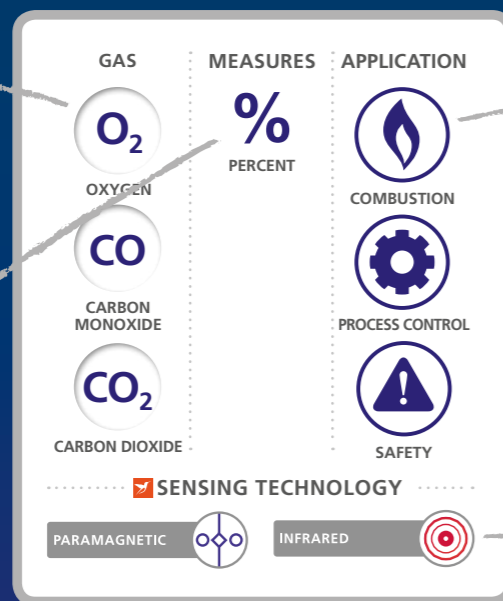 GAS
MEASURES
APPLICATION
O₂
OXYGEN
CO
CARBON
MONOXIDE
CO₂
CARBON DIOXIDE
%
PERCENT
COMBUSTION
PROCESS CONTROL
SAFETY
SENSING TECHNOLOGY
PARAMAGNETIC
INFRARED